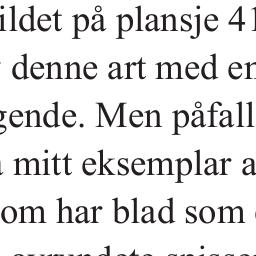 ildet på plansje 41
denne art med en
gende. Men påfall
mitt eksemplar a
om har blad som